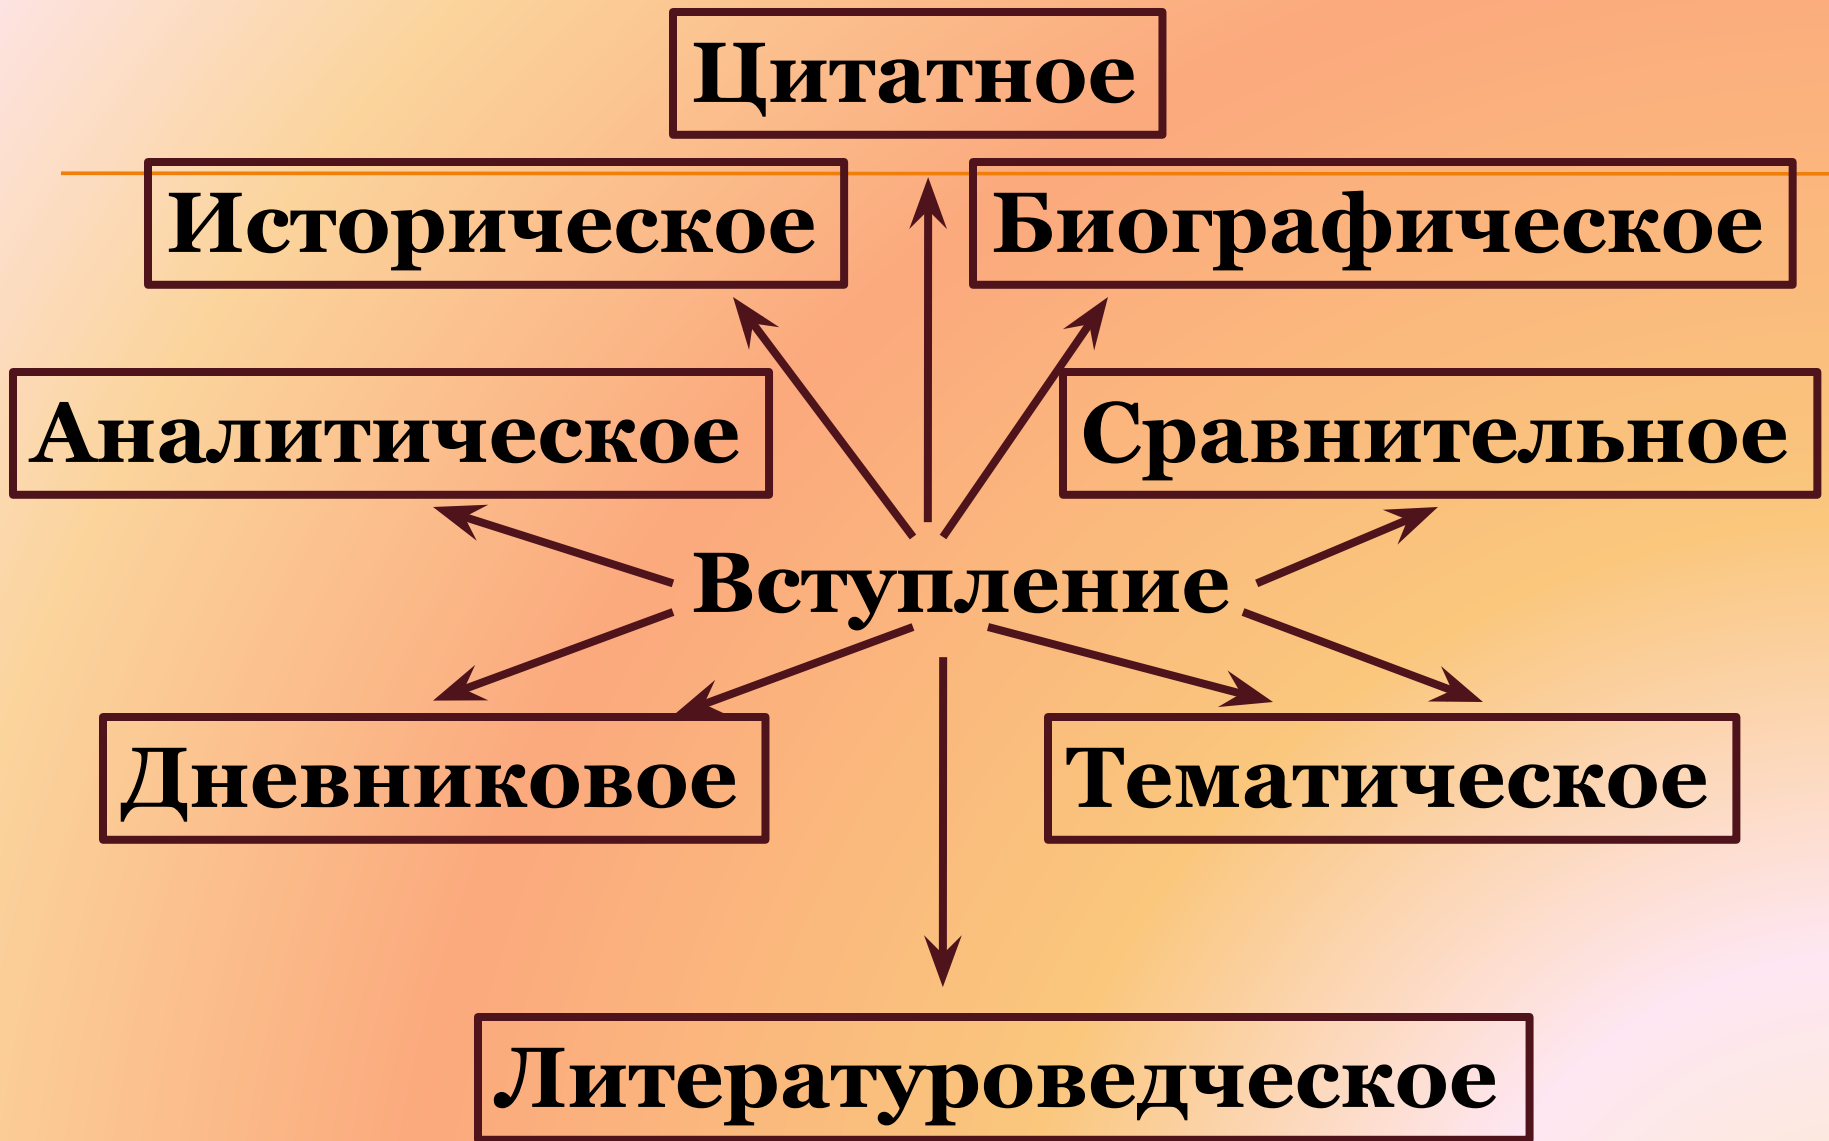 Цитатное
Историческое
Биографическое
Аналитическое
Сравнительное
Вступление
Дневниковое
Тематическое
Литературоведческое